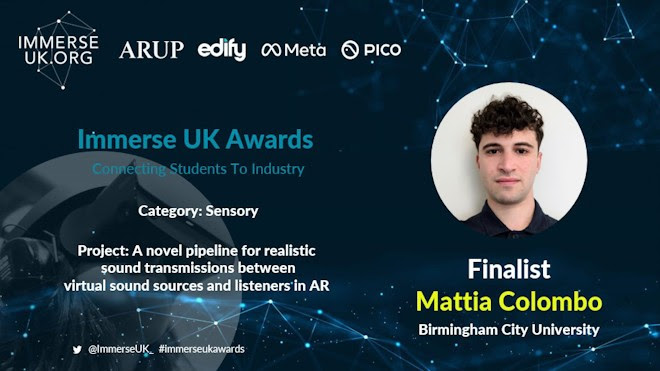 IMMERSE
UK.ORG
ARUP
edify
Meta
PICO
Immerse UK Awards
Connecting Students To Industry
Category: Sensory
Project: A novel pipeline for realistic
sound transmissions between
virtual sound sources and listeners in AR
@ImmerseUK_ #immerseukawards
Finalist
Mattia Colombo
Birmingham City University